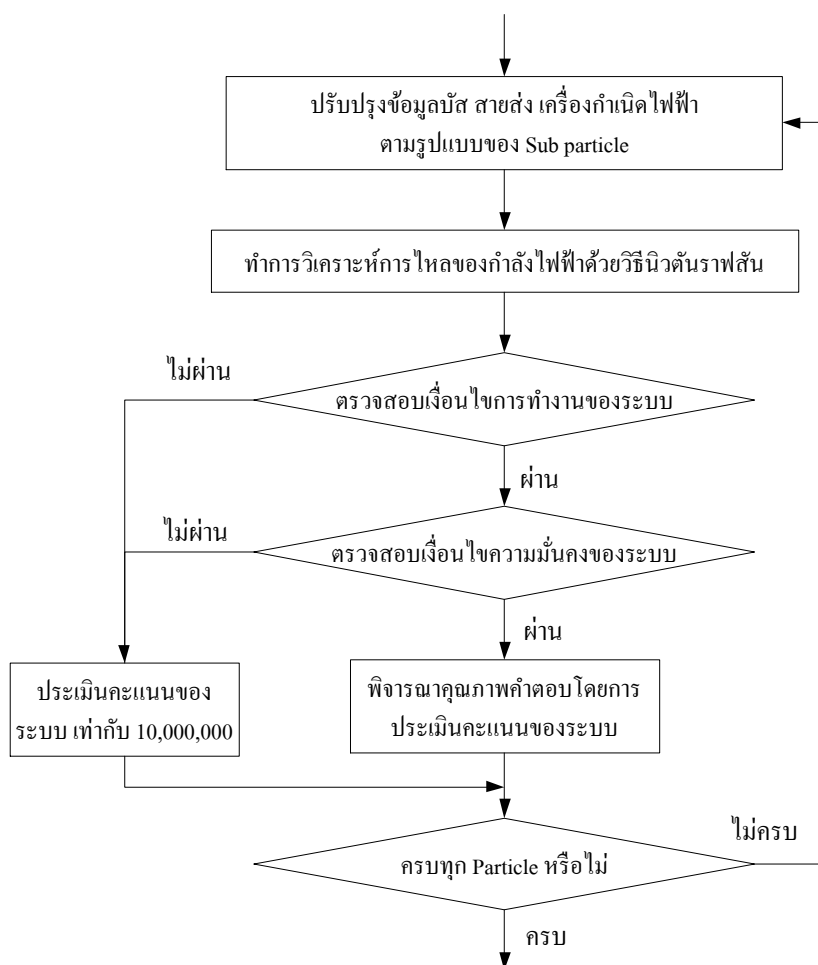 ปรับปรุงข้อมูลบัส สายส่ง เครื่องกำเนิดไฟฟ้า
ตามรูปแบบของ Sub particle
ทำการวิเคราะห์การไหลของกำลังไฟฟ้าด้วยวิธีนิวตันราฟสัน
ไม่ผ่าน
ตรวจสอบเงื่อนไขการทำงานของระบบ
ผ่าน
ไม่ผ่าน
ตรวจสอบเงื่อนไขความมั่นคงของระบบ
ผ่าน
ประเมินคะแนนของ
ระบบ เท่ากับ 10,000,000
พิจารณาคุณภาพคำตอบโดยการ
ประเมินคะแนนของระบบ
ไม่ครบ
ครบทุก Particle หรือไม่
ครบ